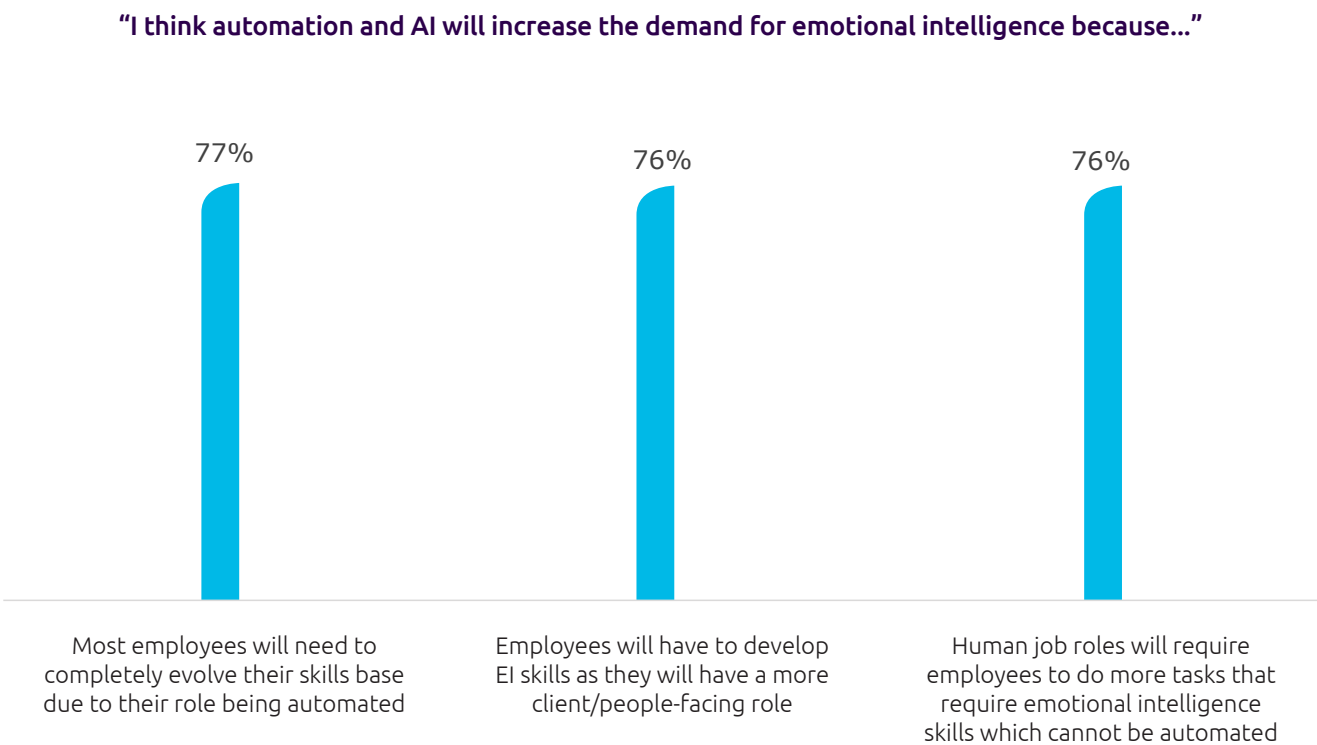 “I think automation and AI will increase the demand for emotional intelligence because...”
77%
76%
76%
Most employees will need to
completely evolve their skills base
due to their role being automated
Employees will have to develop
EI skills as they will have a more
client/people-facing role
Human job roles will require
employees to do more tasks that
require emotional intelligence
skills which cannot be automated